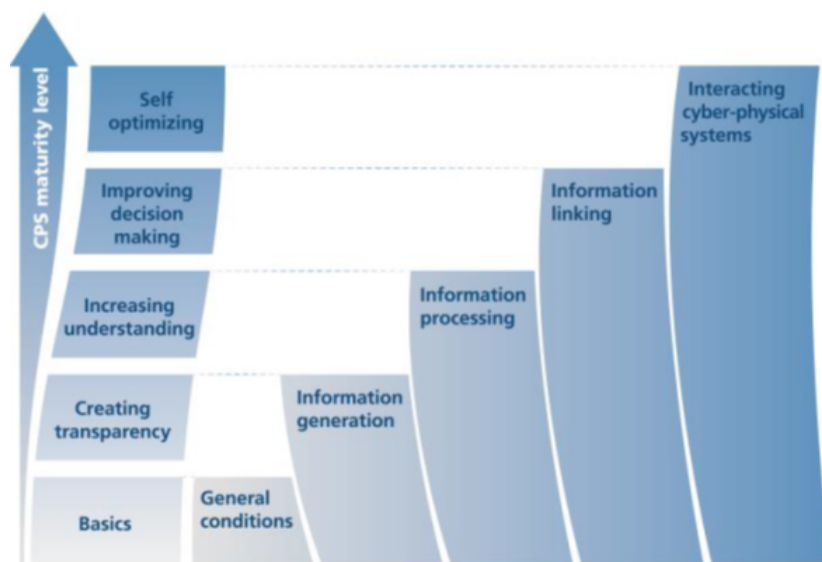 CPS maturity level
Self
optimizing
Improving
decision
making
Increasing
understanding
Creating
transparency
Basics
General
conditions
Information
generation
Information
processing
Information
linking
Interacting
cyber-physical
systems